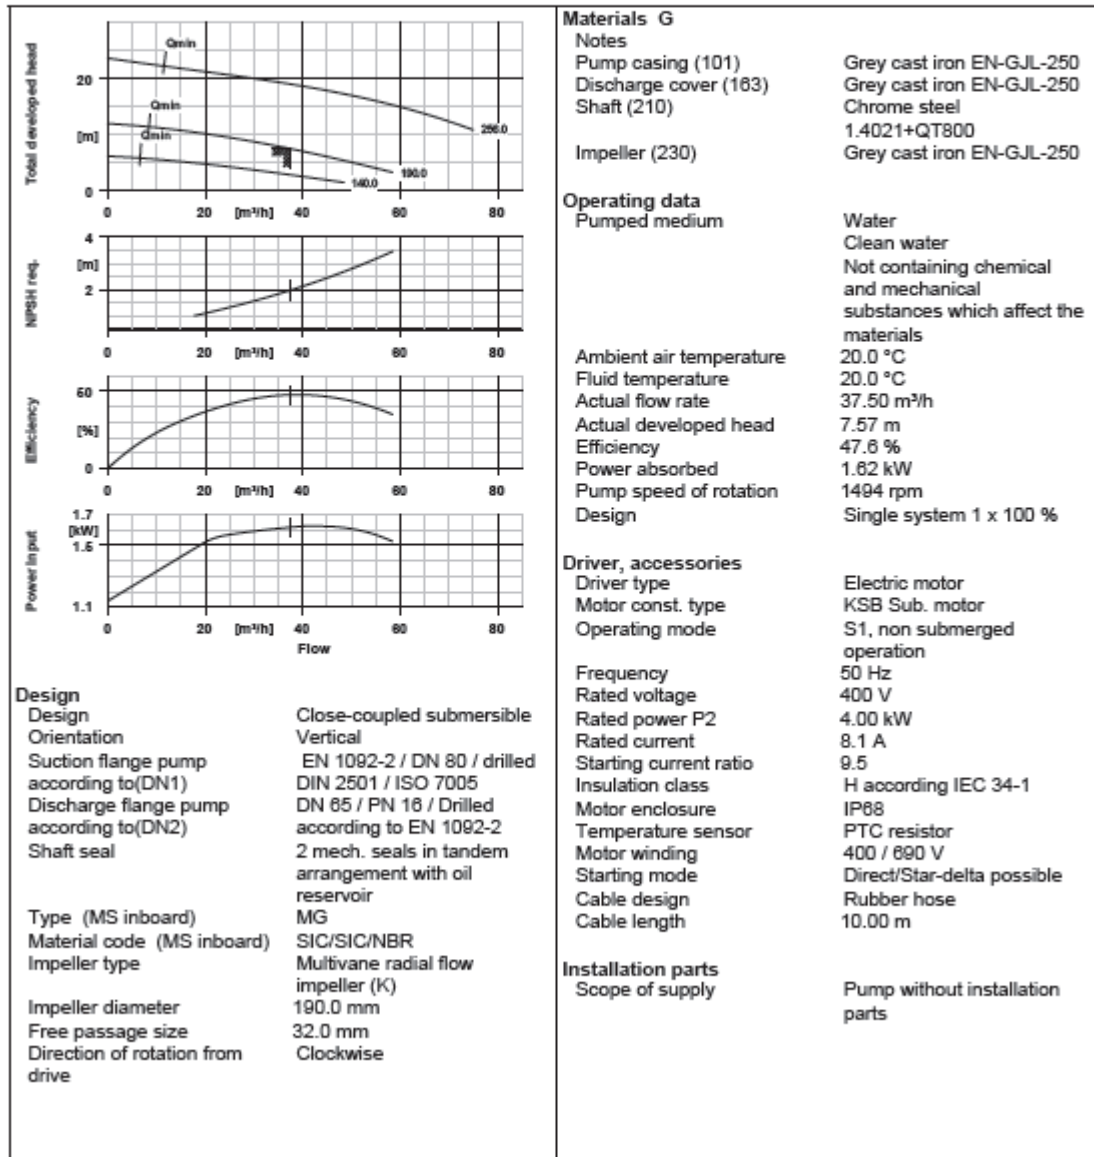 Total developed head
Qmin
20
Qmin
[m]
Qmin
256.0
190.0
140.0
0
0 20 [m³/h] 40 60 80
NPSH req.
4
[m]
2
0 20 [m³/h] 40 60 80
Efficiency
60
[%]
0
0 20 [m³/h] 40 60 80
Power Input
1.7
[kW]
1.5
1.1
0 20 [m³/h] 40 60 80
Flow
Design
Design Close-coupled submersible
Orientation Vertical
Suction flange pump EN 1092-2 / DN 80 / drilled
according to(DN1) DIN 2501 / ISO 7005
Discharge flange pump DN 65 / PN 16 / Drilled
according to(DN2) according to EN 1092-2
Shaft seal 2 mech. seals in tandem
arrangement with oil
reservoir
Type (MS inboard) MG
Material code (MS inboard) SIC/SIC/NBR
Impeller type Multivane radial flow
impeller (K)
Impeller diameter 190.0 mm
Free passage size 32.0 mm
Direction of rotation from Clockwise
drive
Materials G
Notes
Pump casing (101) Grey cast iron EN-GJL-250
Discharge cover (163) Grey cast iron EN-GJL-250
Shaft (210) Chrome steel
1.4021+QT800
Impeller (230) Grey cast iron EN-GJL-250
Operating data
Pumped medium Water
Clean water
Not containing chemical
and mechanical
substances which affect the
materials
Ambient air temperature 20.0 °C
Fluid temperature 20.0 °C
Actual flow rate 37.50 m³/h
Actual developed head 7.57 m
Efficiency 47.6 %
Power absorbed 1.62 kW
Pump speed of rotation 1494 rpm
Design Single system 1 x 100 %
Driver, accessories
Driver type Electric motor
Motor const. type KSB Sub. motor
Operating mode S1, non submerged
operation
Frequency 50 Hz
Rated voltage 400 V
Rated power P2 4.00 kW
Rated current 8.1 A
Starting current ratio 9.5
Insulation class H according IEC 34-1
Motor enclosure IP68
Temperature sensor PTC resistor
Motor winding 400 / 690 V
Starting mode Direct/Star-delta possible
Cable design Rubber hose
Cable length 10.00 m
Installation parts
Scope of supply Pump without installation
parts